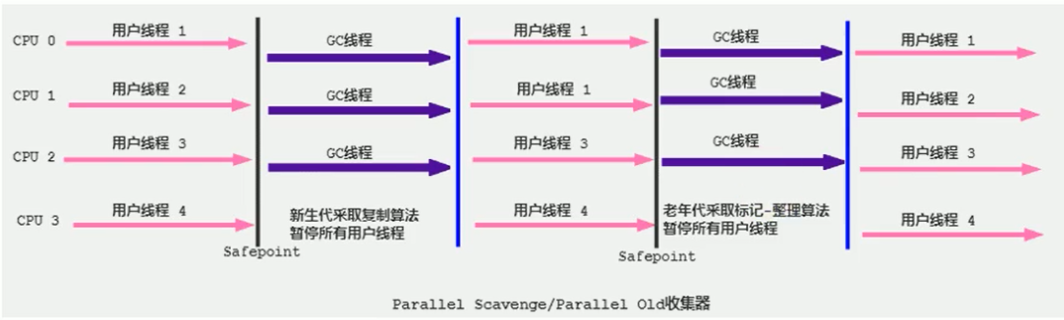 CPU 0 用户线程 1 GC线程 用户线程 1 GC线程 用户线程 1
CPU 1 用户线程 2 GC线程 用户线程 1 GC线程 用户线程 2
CPU 2 用户线程 3 GC线程 用户线程 3 GC线程 用户线程 3
CPU 3 用户线程 4 用户线程 4 用户线程 4
新生代采取复制算法
暂停所有用户线程
老年代采取标记-整理算法
暂停所有用户线程
Safepoint
Safepoint
Parallel Scavenge/Parallel Old收集器